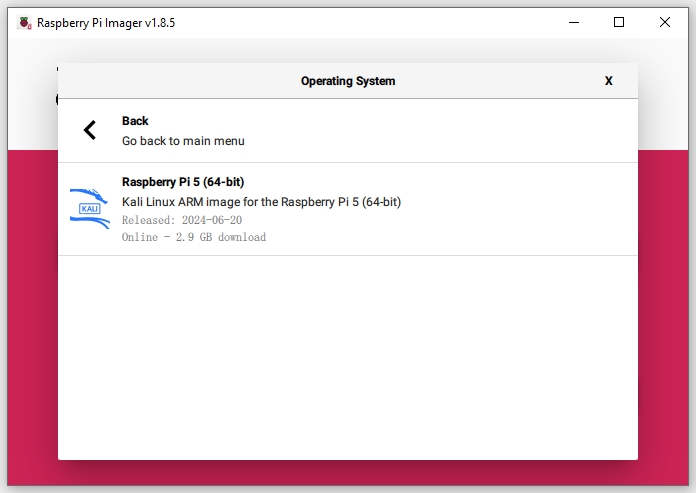 Raspberry Pi Imager v1.8.5
Operating System
X
Back
Go back to main menu
Raspberry Pi 5 (64-bit)
Kali Linux ARM image for the Raspberry Pi 5 (64-bit)
KALI
Released: 2024-06-20
Online - 2.9 GB download